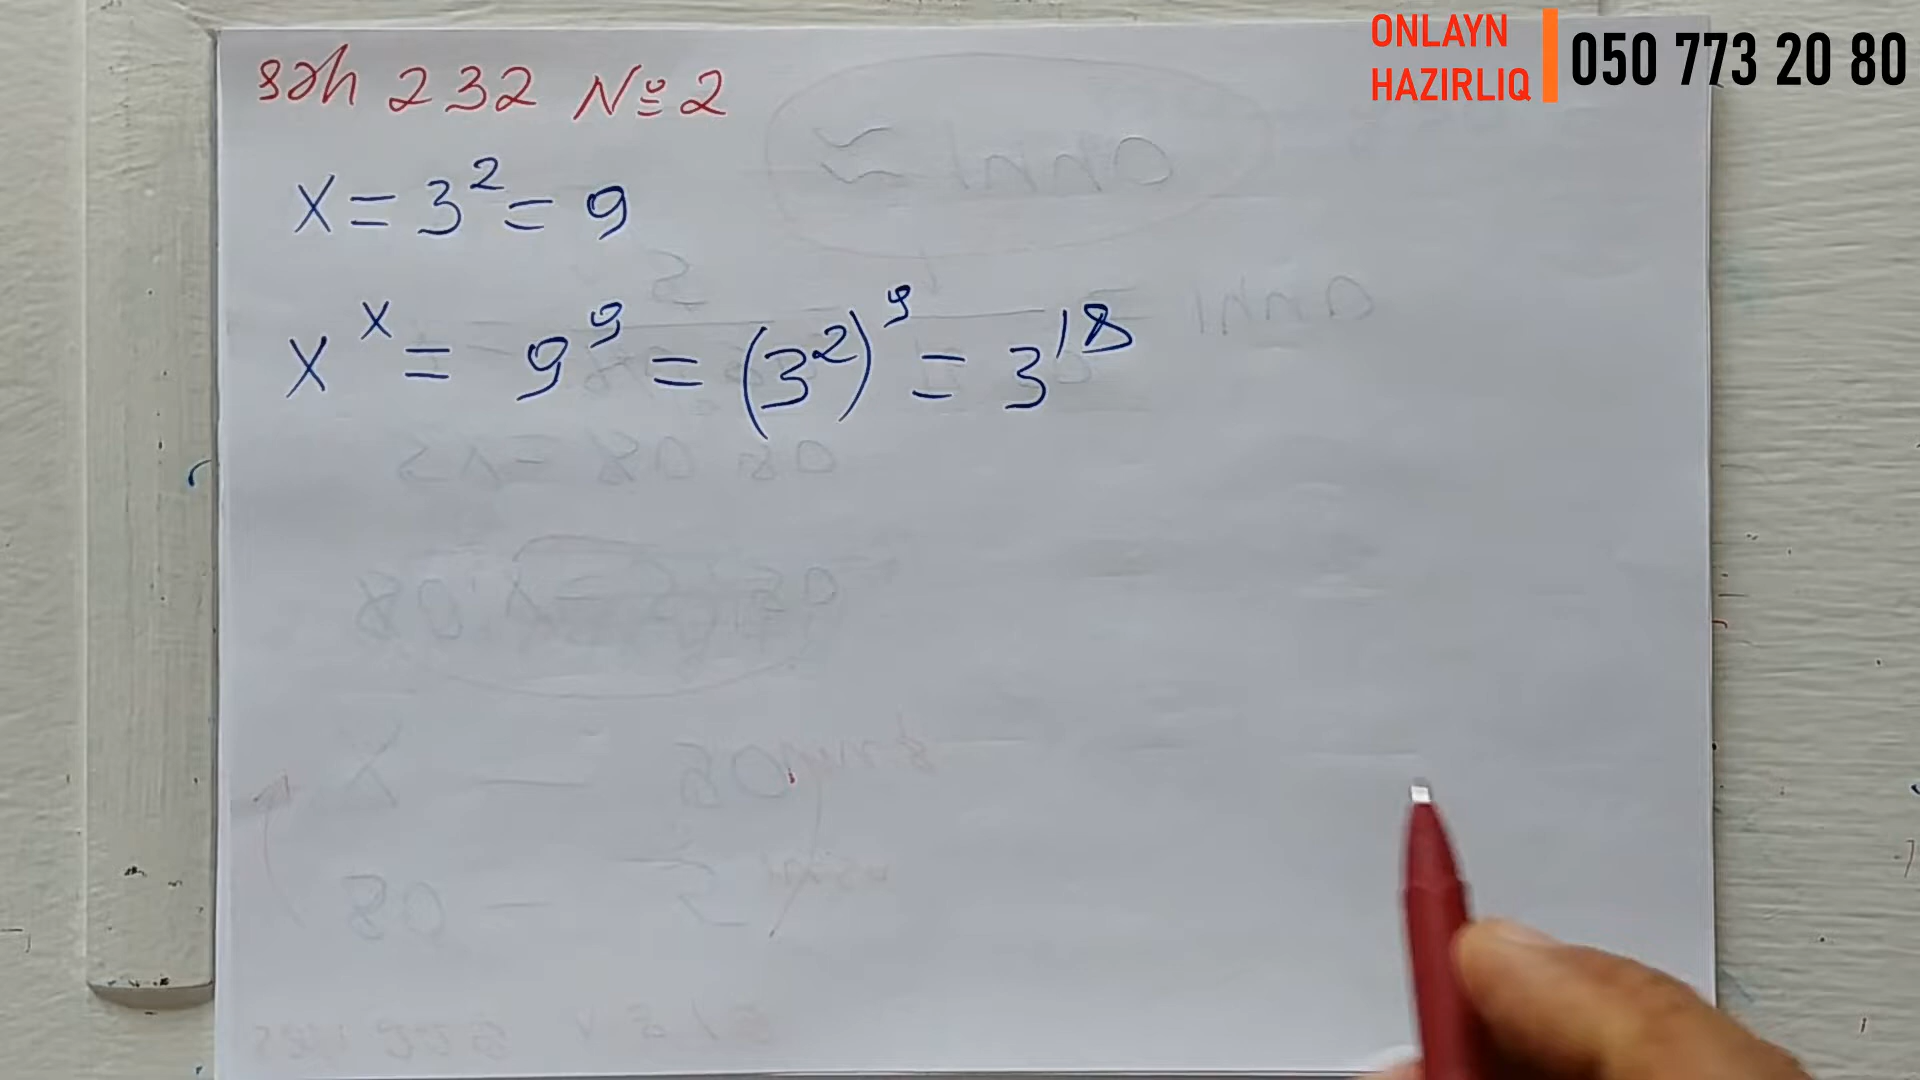 ONLAYN
HAZIRLIQ
050 773 20 80
səh 232 №2
x = 3² = 9
xˣ = 9⁹ = (3²)⁹ = 3¹⁸